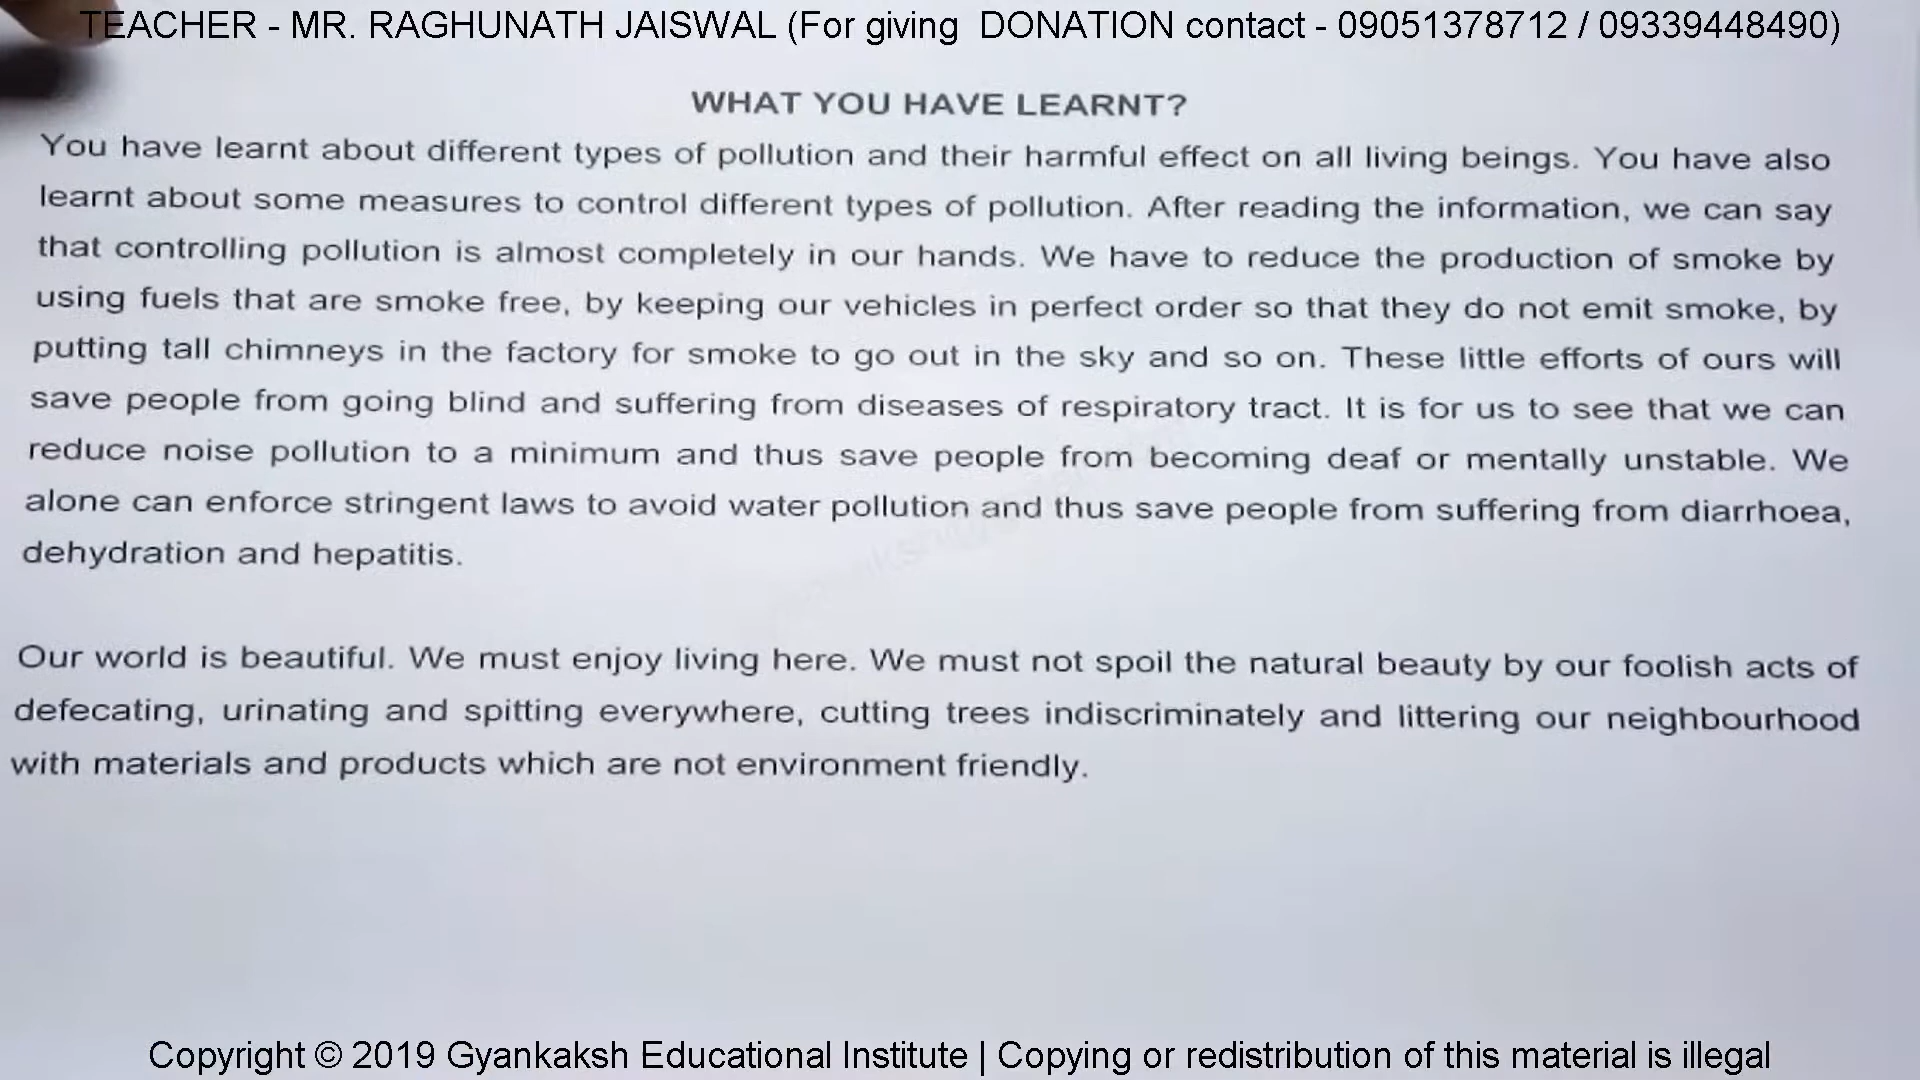 TEACHER - MR. RAGHUNATH JAISWAL (For giving  DONATION contact - 09051378712 / 09339448490)
WHAT YOU HAVE LEARNT?
You have learnt about different types of pollution and their harmful effect on all living beings. You have also
learnt about some measures to control different types of pollution. After reading the information, we can say
that controlling pollution is almost completely in our hands. We have to reduce the production of smoke by
using fuels that are smoke free, by keeping our vehicles in perfect order so that they do not emit smoke, by
putting tall chimneys in the factory for smoke to go out in the sky and so on. These little efforts of ours will
save people from going blind and suffering from diseases of respiratory tract. It is for us to see that we can
reduce noise pollution to a minimum and thus save people from becoming deaf or mentally unstable. We
alone can enforce stringent laws to avoid water pollution and thus save people from suffering from diarrhoea,
dehydration and hepatitis.
Our world is beautiful. We must enjoy living here. We must not spoil the natural beauty by our foolish acts of
defecating, urinating and spitting everywhere, cutting trees indiscriminately and littering our neighbourhood
with materials and products which are not environment friendly.
Copyright © 2019 Gyankaksh Educational Institute | Copying or redistribution of this material is illegal